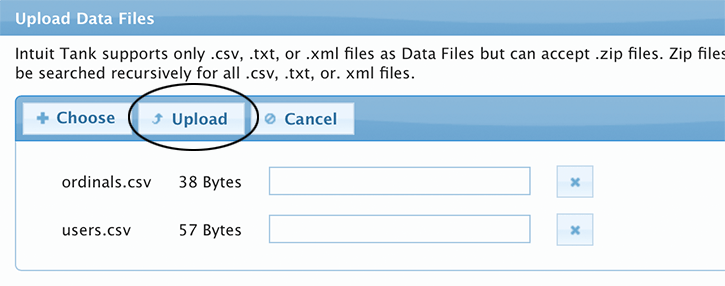 Upload Data Files
Intuit Tank supports only .csv, .txt, or .xml files as Data Files but can accept .zip files. Zip files
be searched recursively for all .csv, .txt, or. xml files.
Choose Upload Cancel
ordinals.csv 38 Bytes
users.csv 57 Bytes